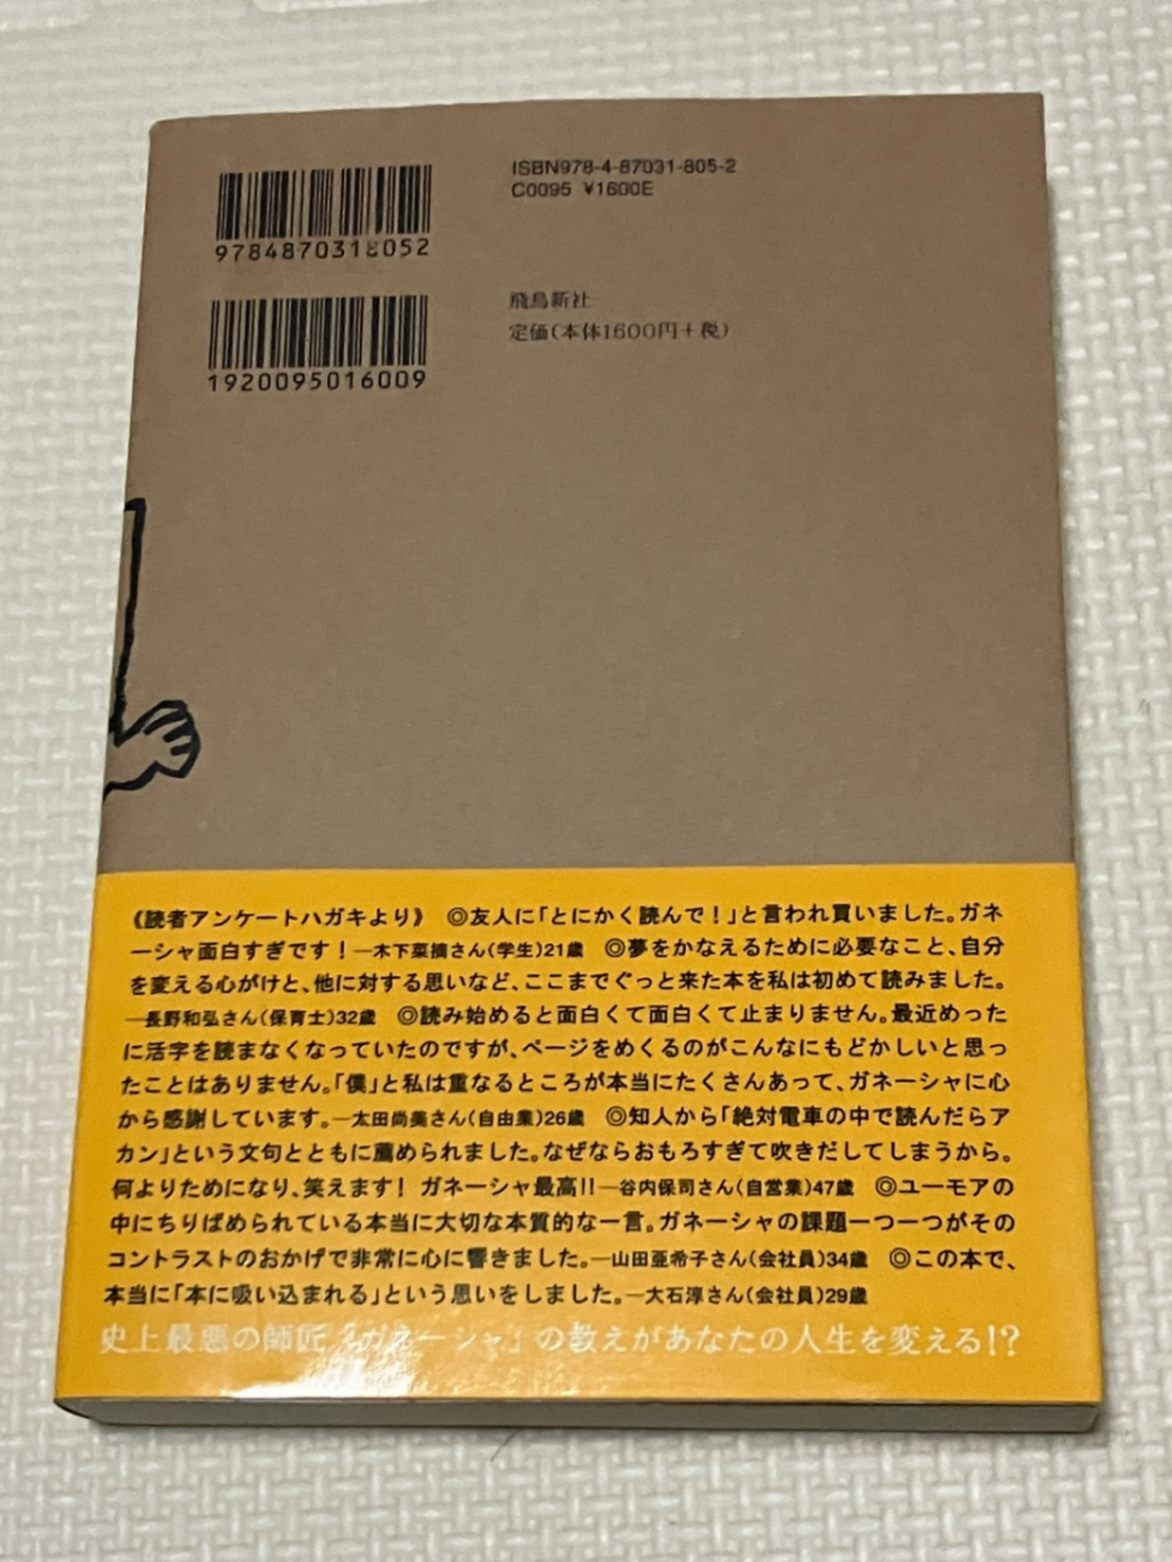 ISBN978-4-87031-805-2
C0095 ¥1600E
9784870318052
飛鳥新社
定価(本体1600円+税)
1920095016009
《読者アンケートハガキより》 ◎友人に「とにかく読んで！」と言われ買いました。ガネ
ーシャ面白すぎです！―木下菜摘さん(学生)21歳 ◎夢をかなえるために必要なこと、自分
を変える心がけと、他に対する思いなど、ここまでぐっと来た本を私は初めて読みました。
―長野和弘さん(保育士)32歳 ◎読み始めると面白くて面白くて止まりません。最近めった
に活字を読まなくなっていたのですが、ページをめくるのがこんなにもどかしいと思っ
たことはありません。「僕」と私は重なるところが本当にたくさんあって、ガネーシャに心
から感謝しています。―太田尚美さん(自由業)26歳 ◎知人から「絶対電車の中で読んだらア
カン」という文句とともに薦められました。なぜならおもろすぎて吹きだしてしまうから。
何よりためになり、笑えます！ ガネーシャ最高!!―谷内保司さん(自営業)47歳 ◎ユーモアの
中にちりばめられている本当に大切な本質的な一言。ガネーシャの課題一つ一つがその
コントラストのおかげで非常に心に響きました。―山田亜希子さん(会社員)34歳 ◎この本で、
本当に「本に吸い込まれる」という思いをしました。―大石淳さん(会社員)29歳
史上最悪の師匠「ガネーシャ」の教えがあなたの人生を変える!?